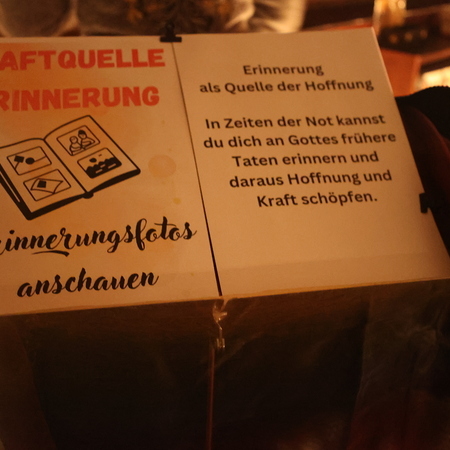 AFTQUELLE
RINNERUNG
innerungsfotos
anschauen
Erinnerung
als Quelle der Hoffnung
In Zeiten der Not kannst
du dich an Gottes frühere
Taten erinnern und
daraus Hoffnung und
Kraft schöpfen.